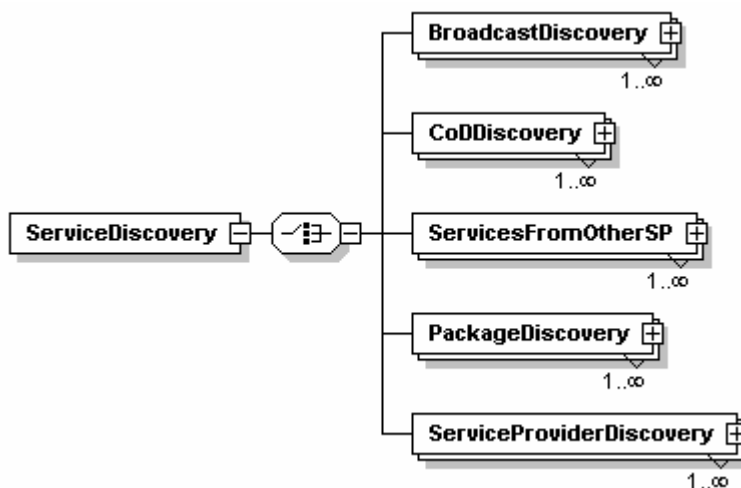 BroadcastDiscovery
1..∞
CoDDiscovery
1..∞
ServiceDiscovery
ServicesFromOtherSP
1..∞
PackageDiscovery
1..∞
ServiceProviderDiscovery
1..∞